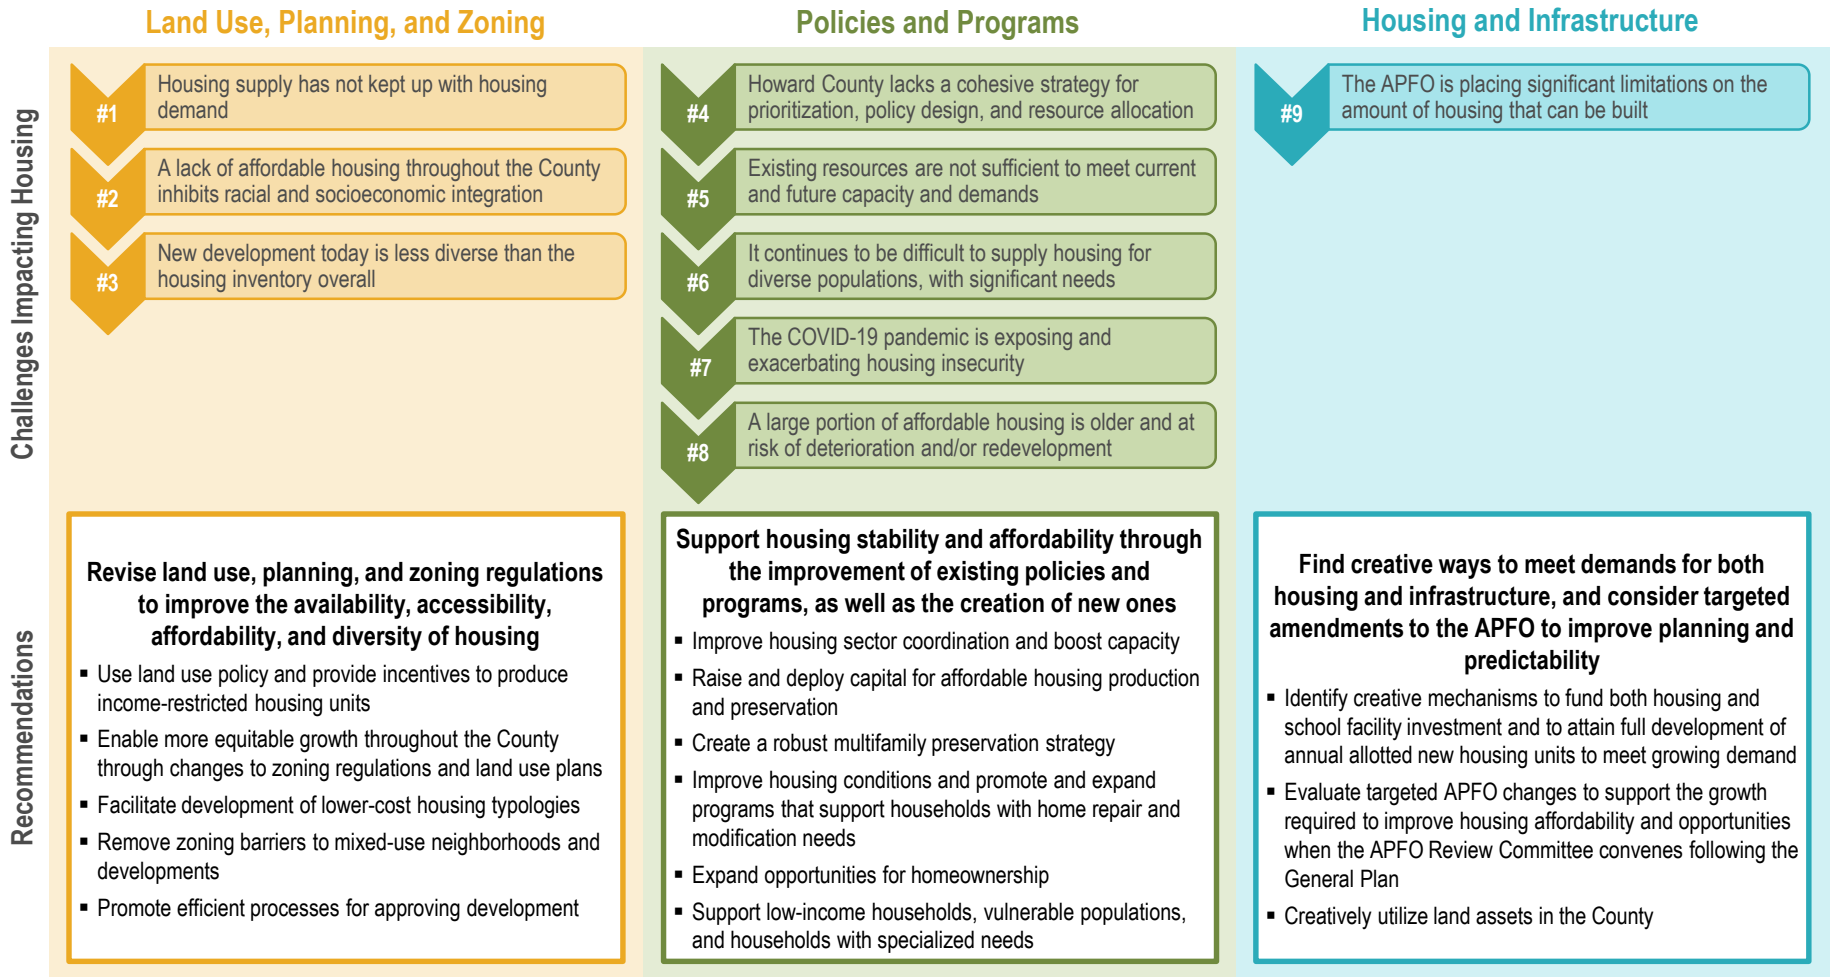 Land Use, Planning, and Zoning
Policies and Programs
Housing and Infrastructure
Challenges Impacting Housing
#1
Housing supply has not kept up with housing
demand
#2
A lack of affordable housing throughout the County
inhibits racial and socioeconomic integration
#3
New development today is less diverse than the
housing inventory overall
#4
Howard County lacks a cohesive strategy for
prioritization, policy design, and resource allocation
#5
Existing resources are not sufficient to meet current
and future capacity and demands
#6
It continues to be difficult to supply housing for
diverse populations, with significant needs
#7
The COVID-19 pandemic is exposing and
exacerbating housing insecurity
#8
A large portion of affordable housing is older and at
risk of deterioration and/or redevelopment
#9
The APFO is placing significant limitations on the
amount of housing that can be built
Recommendations
Revise land use, planning, and zoning regulations
to improve the availability, accessibility,
affordability, and diversity of housing
▪ Use land use policy and provide incentives to produce
income-restricted housing units
▪ Enable more equitable growth throughout the County
through changes to zoning regulations and land use plans
▪ Facilitate development of lower-cost housing typologies
▪ Remove zoning barriers to mixed-use neighborhoods and
developments
▪ Promote efficient processes for approving development
Support housing stability and affordability through
the improvement of existing policies and
programs, as well as the creation of new ones
▪ Improve housing sector coordination and boost capacity
▪ Raise and deploy capital for affordable housing production
and preservation
▪ Create a robust multifamily preservation strategy
▪ Improve housing conditions and promote and expand
programs that support households with home repair and
modification needs
▪ Expand opportunities for homeownership
▪ Support low-income households, vulnerable populations,
and households with specialized needs
Find creative ways to meet demands for both
housing and infrastructure, and consider targeted
amendments to the APFO to improve planning and
predictability
▪ Identify creative mechanisms to fund both housing and
school facility investment and to attain full development of
annual allotted new housing units to meet growing demand
▪ Evaluate targeted APFO changes to support the growth
required to improve housing affordability and opportunities
when the APFO Review Committee convenes following the
General Plan
▪ Creatively utilize land assets in the County